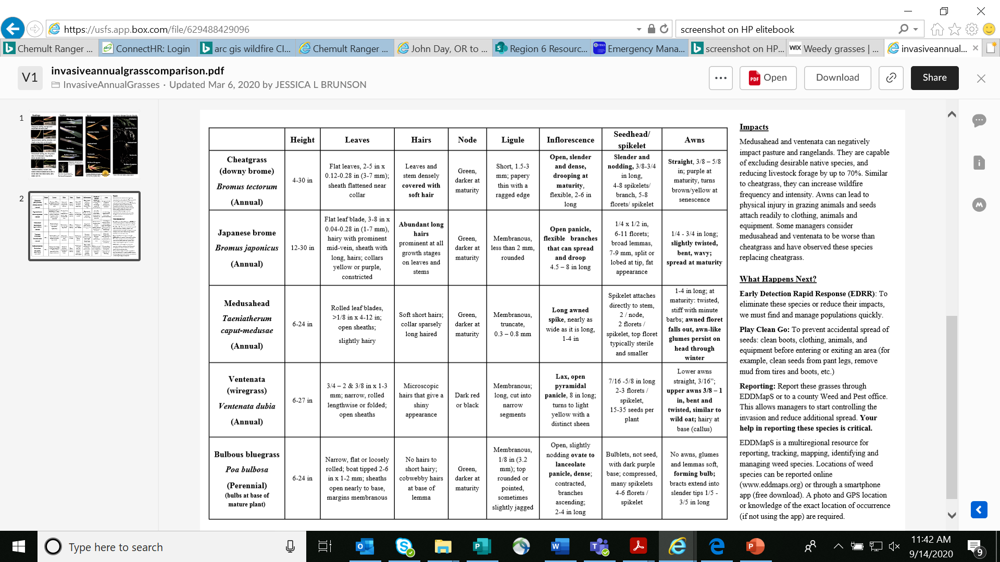 https://usfs.app.box.com/file/629488429096
screenshot on HP elitebook
Chemult Ranger ...
ConnectHR: Login
arc gis wildfire Cl...
Chemult Ranger ...
John Day, OR to ...
Region 6 Resourc...
Emergency Mana...
screenshot on HP...
WIX Weedy grasses | ...
invasiveannual...
V1
invasiveannualgrasscomparison.pdf
InvasiveAnnualGrasses · Updated Mar 6, 2020 by JESSICA L BRUNSON
PDF Open
Download
Share
1
2
Height
Leaves
Hairs
Node
Ligule
Inflorescence
Seedhead/
spikelet
Awns
Cheatgrass
(downy brome)
Bromus tectorum
(Annual)
4-30 in
Flat leaves, 2-5 in x
0.12-0.28 in (3-7 mm);
sheath flattened near
collar
Leaves and
stem densely
covered with
soft hair
Green,
darker at
maturity
Short, 1.5-3
mm; papery
thin with a
ragged edge
Open, slender
and dense,
drooping at
maturity,
flexible, 2-6 in
long
Slender and
nodding, 3/8-3/4
in long,
4-8 spikelets/
branch, 5-8
florets/ spikelet
Straight, 3/8 – 5/8
in; purple at
maturity, turns
brown/yellow at
senescence
Japanese brome
Bromus japonicus
(Annual)
12-30 in
Flat leaf blade, 3-8 in x
0.04-0.28 in (1-7 mm),
hairy with prominent
mid-vein, sheath with
long, hairs; collars
yellow or purple,
constricted
Abundant long
hairs
prominent at all
growth stages
on leaves and
stems
Green,
darker at
maturity
Membranous,
less than 2 mm,
rounded
Open panicle,
flexible branches
that can spread
and droop
4.5 – 8 in long
1/4 x 1/2 in,
6-11 florets;
broad lemmas,
7-9 mm, split or
lobed at tip, fat
appearance
1/4 - 3/4 in long;
slightly twisted,
bent, wavy;
spread at maturity
Medusahead
Taeniatherum
caput-medusae
(Annual)
6-24 in
Rolled leaf blades,
>1/8 in x 4-12 in;
open sheaths;
slightly hairy
Soft short hairs;
collar sparsely
long haired
Green,
darker at
maturity
Membranous,
truncate,
0.3 – 0.8 mm
Long awned
spike, nearly as
wide as it is long,
1-4 in
Spikelet attaches
directly to stem,
2 / node,
2 florets /
spikelet, top floret
typically sterile
and smaller
1-4 in long; at
maturity: twisted,
stiff with minute
barbs; awned floret
falls out, awn-like
glumes persist on
head through
winter
Ventenata
(wiregrass)
Ventenata dubia
(Annual)
6-27 in
3/4 – 2 & 3/8 in x 1-3
mm; narrow, rolled
lengthwise or folded;
open sheaths
Microscopic
hairs that give a
shiny
appearance
Dark red
or black
Membranous;
long, cut into
narrow
segments
Lax, open
pyramidal
panicle, 8 in long;
turns to light
yellow with a
distinct sheen
7/16 -5/8 in long
2-3 florets /
spikelet,
15-35 seeds per
plant
Lower awns
straight, 3/16”;
upper awns 3/8 – 1
in, bent and
twisted, similar to
wild oat; hairy at
base (callus)
Bulbous bluegrass
Poa bulbosa
(Perennial)
(bulbs at base of
mature plant)
6-24 in
Narrow, flat or loosely
rolled; boat tipped 2-6
in x 1-2 mm; sheaths
open nearly to base,
margins membranous
No hairs to
short hairy;
cobwebby hairs
at base of
lemma
Green,
darker at
maturity
Membranous,
1/8 in (3.2
mm); top
rounded or
pointed,
sometimes
slightly jagged
Open, slightly
nodding ovate to
lanceolate
panicle, dense;
contracted,
branches
ascending;
2-4 in long
Bulblets, not seed,
with dark purple
base; compressed,
many spikelets
4-6 florets /
spikelet
No awns, glumes
and lemmas soft,
forming bulb;
bracts extend into
slender tips 1/5 -
3/5 in long
Impacts
Medusahead and ventenata can negatively
impact pasture and rangelands. They are capable
of excluding desirable native species, and
reducing livestock forage by up to 70%. Similar
to cheatgrass, they can increase wildfire
frequency and intensity. Awns can lead to
physical injury in grazing animals and seeds
attach readily to clothing, animals and
equipment. Some managers consider
medusahead and ventenata to be worse than
cheatgrass and have observed these species
replacing cheatgrass.
What Happens Next?
Early Detection Rapid Response (EDRR): To
eliminate these species or reduce their impacts,
we must find and manage populations quickly.
Play Clean Go: To prevent accidental spread of
seeds: clean boots, clothing, animals, and
equipment before entering or exiting an area (for
example, clean seeds from pant legs, remove
mud from tires and boots, etc.)
Reporting: Report these grasses through
EDDMapS or to a county Weed and Pest office.
This allows managers to start controlling the
invasion and reduce additional spread. Your
help in reporting these species is critical.
EDDMapS is a multiregional resource for
reporting, tracking, mapping, identifying and
managing weed species. Locations of weed
species can be reported online
(www.eddmaps.org) or through a smartphone
app (free download). A photo and GPS location
or knowledge of the exact location of occurrence
(if not using the app) are required.
Type here to search
11:42 AM
9/14/2020
9